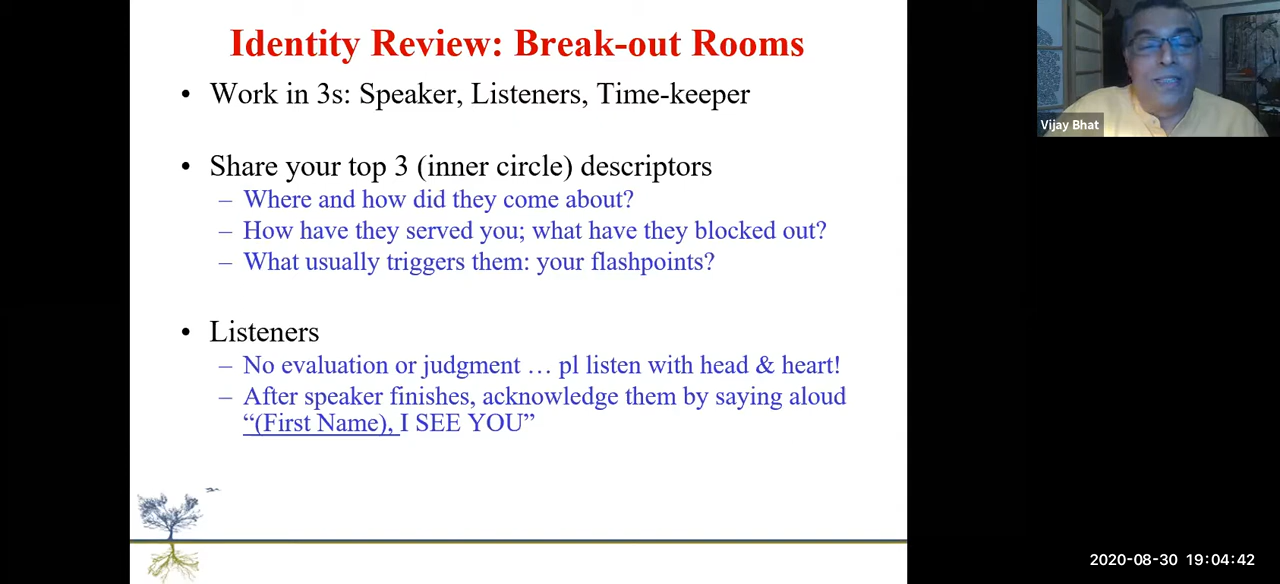 Identity Review: Break-out Rooms
• Work in 3s: Speaker, Listeners, Time-keeper
• Share your top 3 (inner circle) descriptors
– Where and how did they come about?
– How have they served you; what have they blocked out?
– What usually triggers them: your flashpoints?
• Listeners
– No evaluation or judgment … pl listen with head & heart!
– After speaker finishes, acknowledge them by saying aloud
“(First Name), I SEE YOU”
Vijay Bhat
2020-08-30 19:04:42